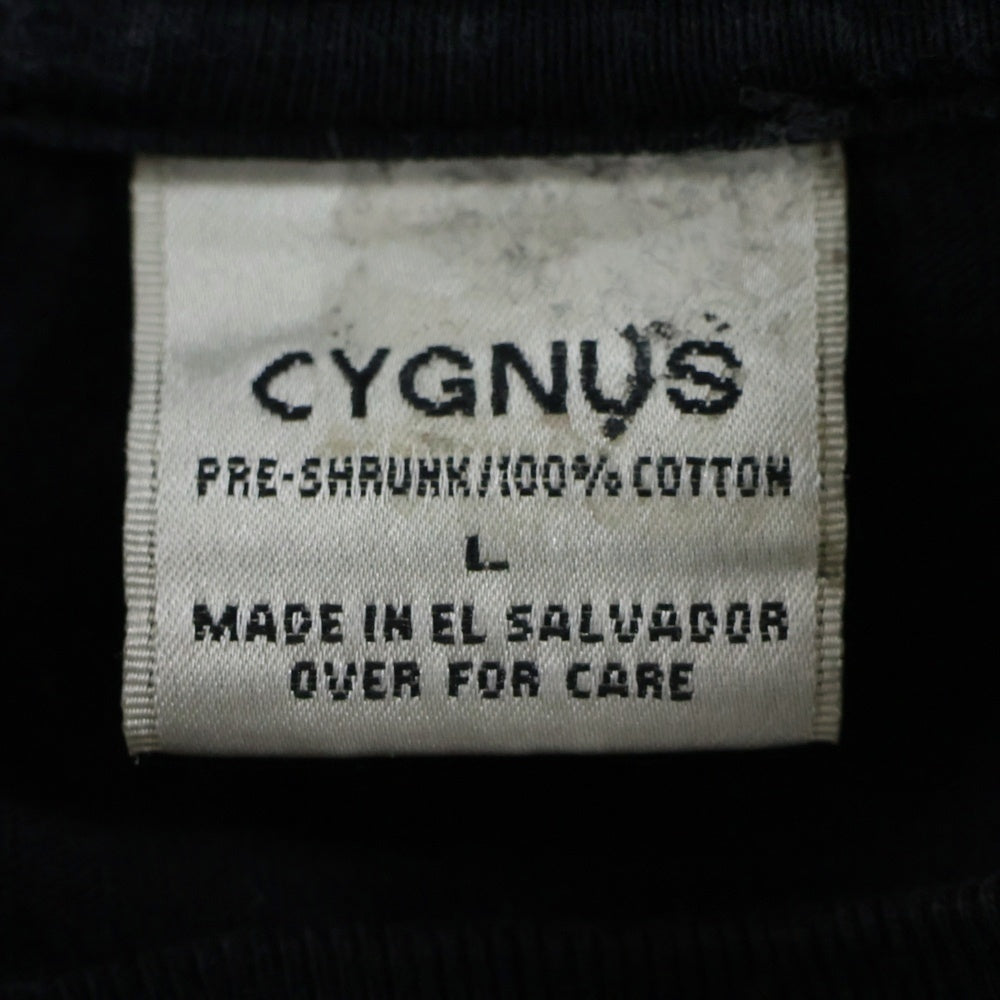 CYGNUS
PRE-SHRUNK/100% COTTON
L
MADE IN EL SALVADOR
OVER FOR CARE